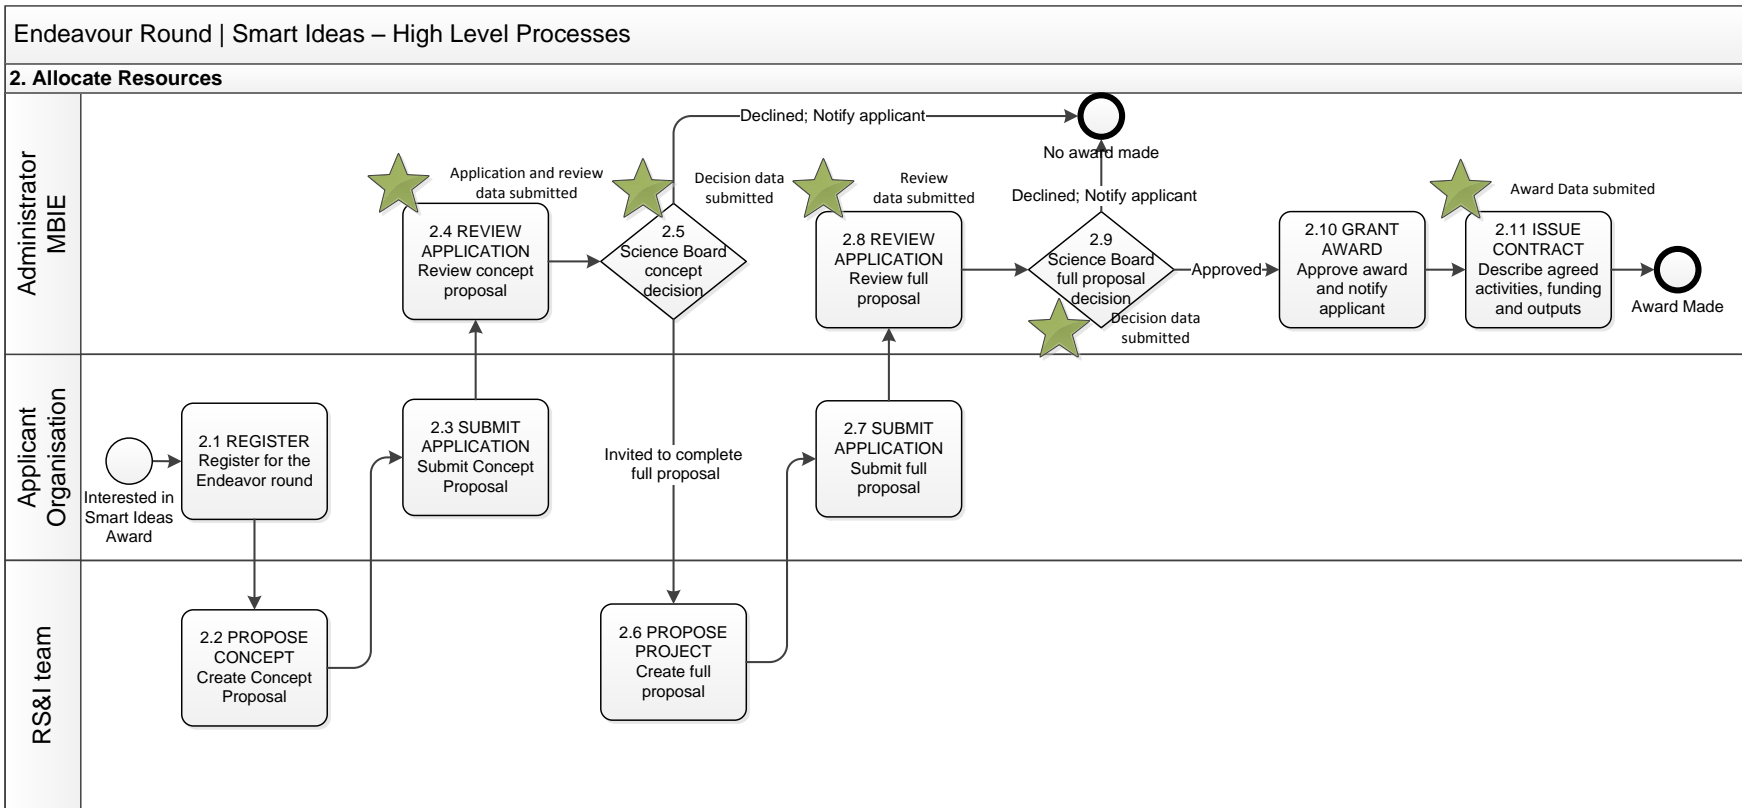 Endeavour Round | Smart Ideas – High Level Processes
2. Allocate Resources
Administrator
MBIE
Declined; Notify applicant
No award made
Application and review
data submitted
Decision data
submitted
Review
data submitted
Declined; Notify applicant
Award Data submited
2.4 REVIEW
APPLICATION
Review concept
proposal
2.5
Science Board
concept
decision
2.8 REVIEW
APPLICATION
Review full
proposal
2.9
Science Board
full proposal
decision
Decision data
submitted
Approved
2.10 GRANT
AWARD
Approve award
and notify
applicant
2.11 ISSUE
CONTRACT
Describe agreed
activities, funding
and outputs
Award Made
Applicant
Organisation
Interested in
Smart Ideas
Award
2.1 REGISTER
Register for the
Endeavor round
2.3 SUBMIT
APPLICATION
Submit Concept
Proposal
Invited to complete
full proposal
2.7 SUBMIT
APPLICATION
Submit full
proposal
RS&I team
2.2 PROPOSE
CONCEPT
Create Concept
Proposal
2.6 PROPOSE
PROJECT
Create full
proposal